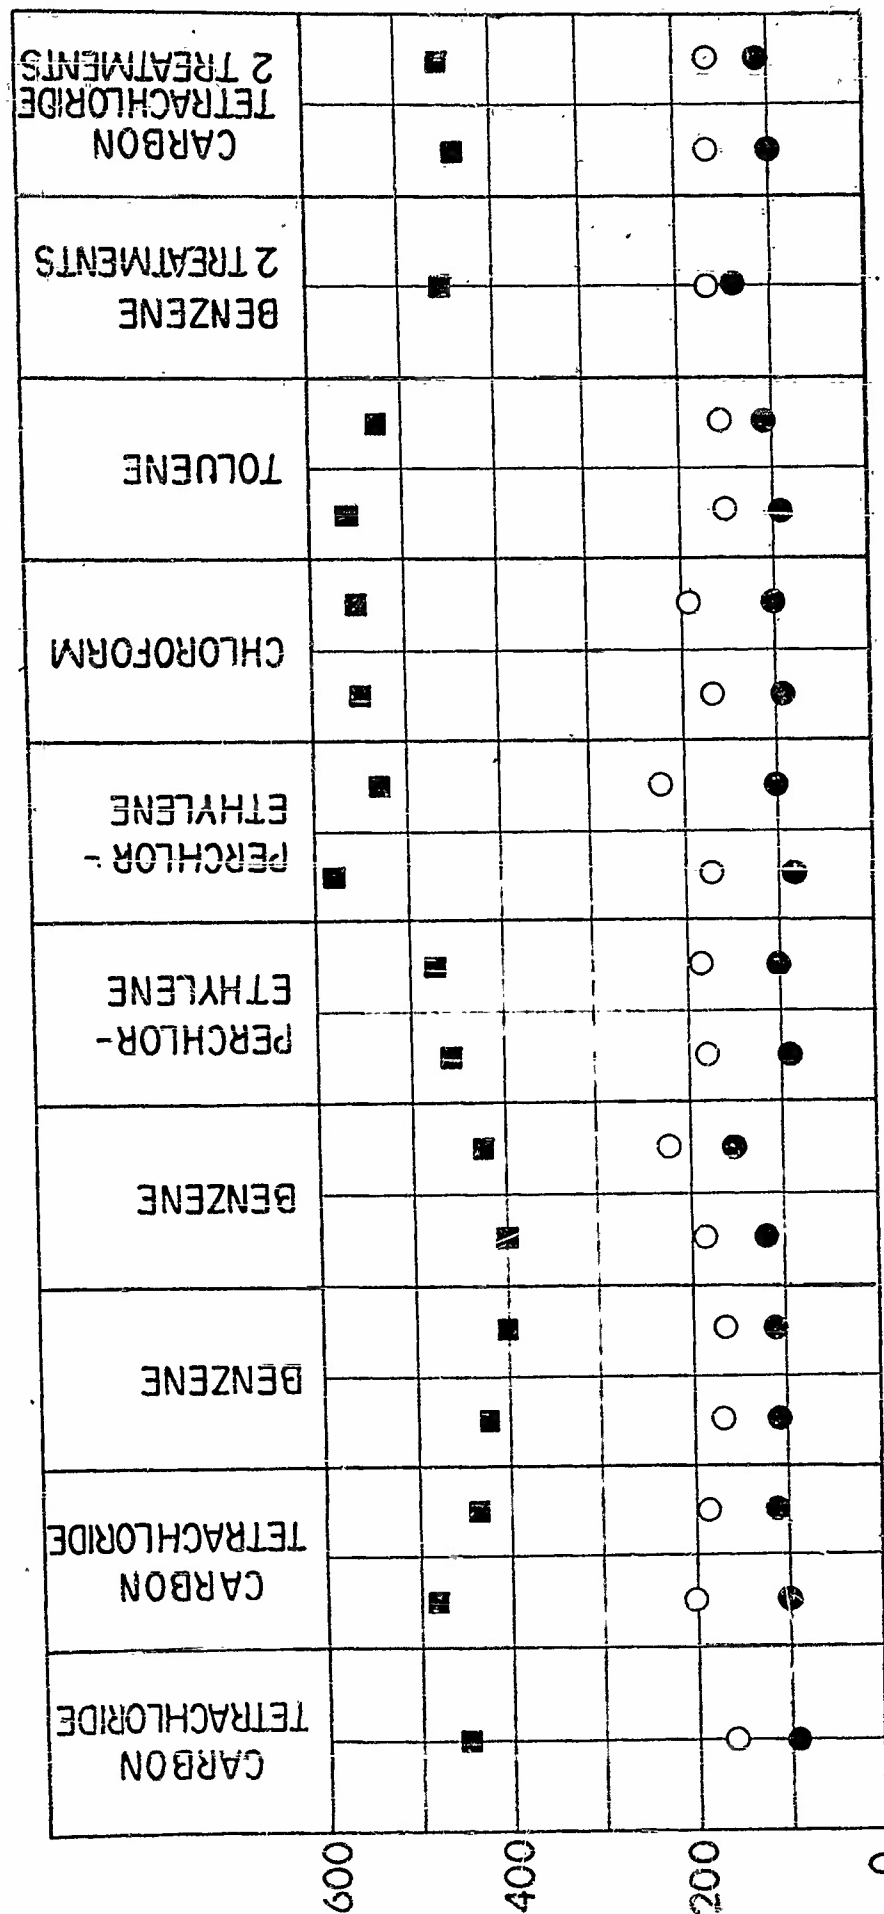 CARBON
TETRACHLORIDE
2 TREATMENTS
BENZENE
2 TREATMENTS
TOLUENE
CHLOROFORM
PERCHLOR-
ETHYLENE
PERCHLOR-
ETHYLENE
BENZENE
BENZENE
CARBON
TETRACHLORIDE
CARBON
TETRACHLORIDE
600
400
200
0